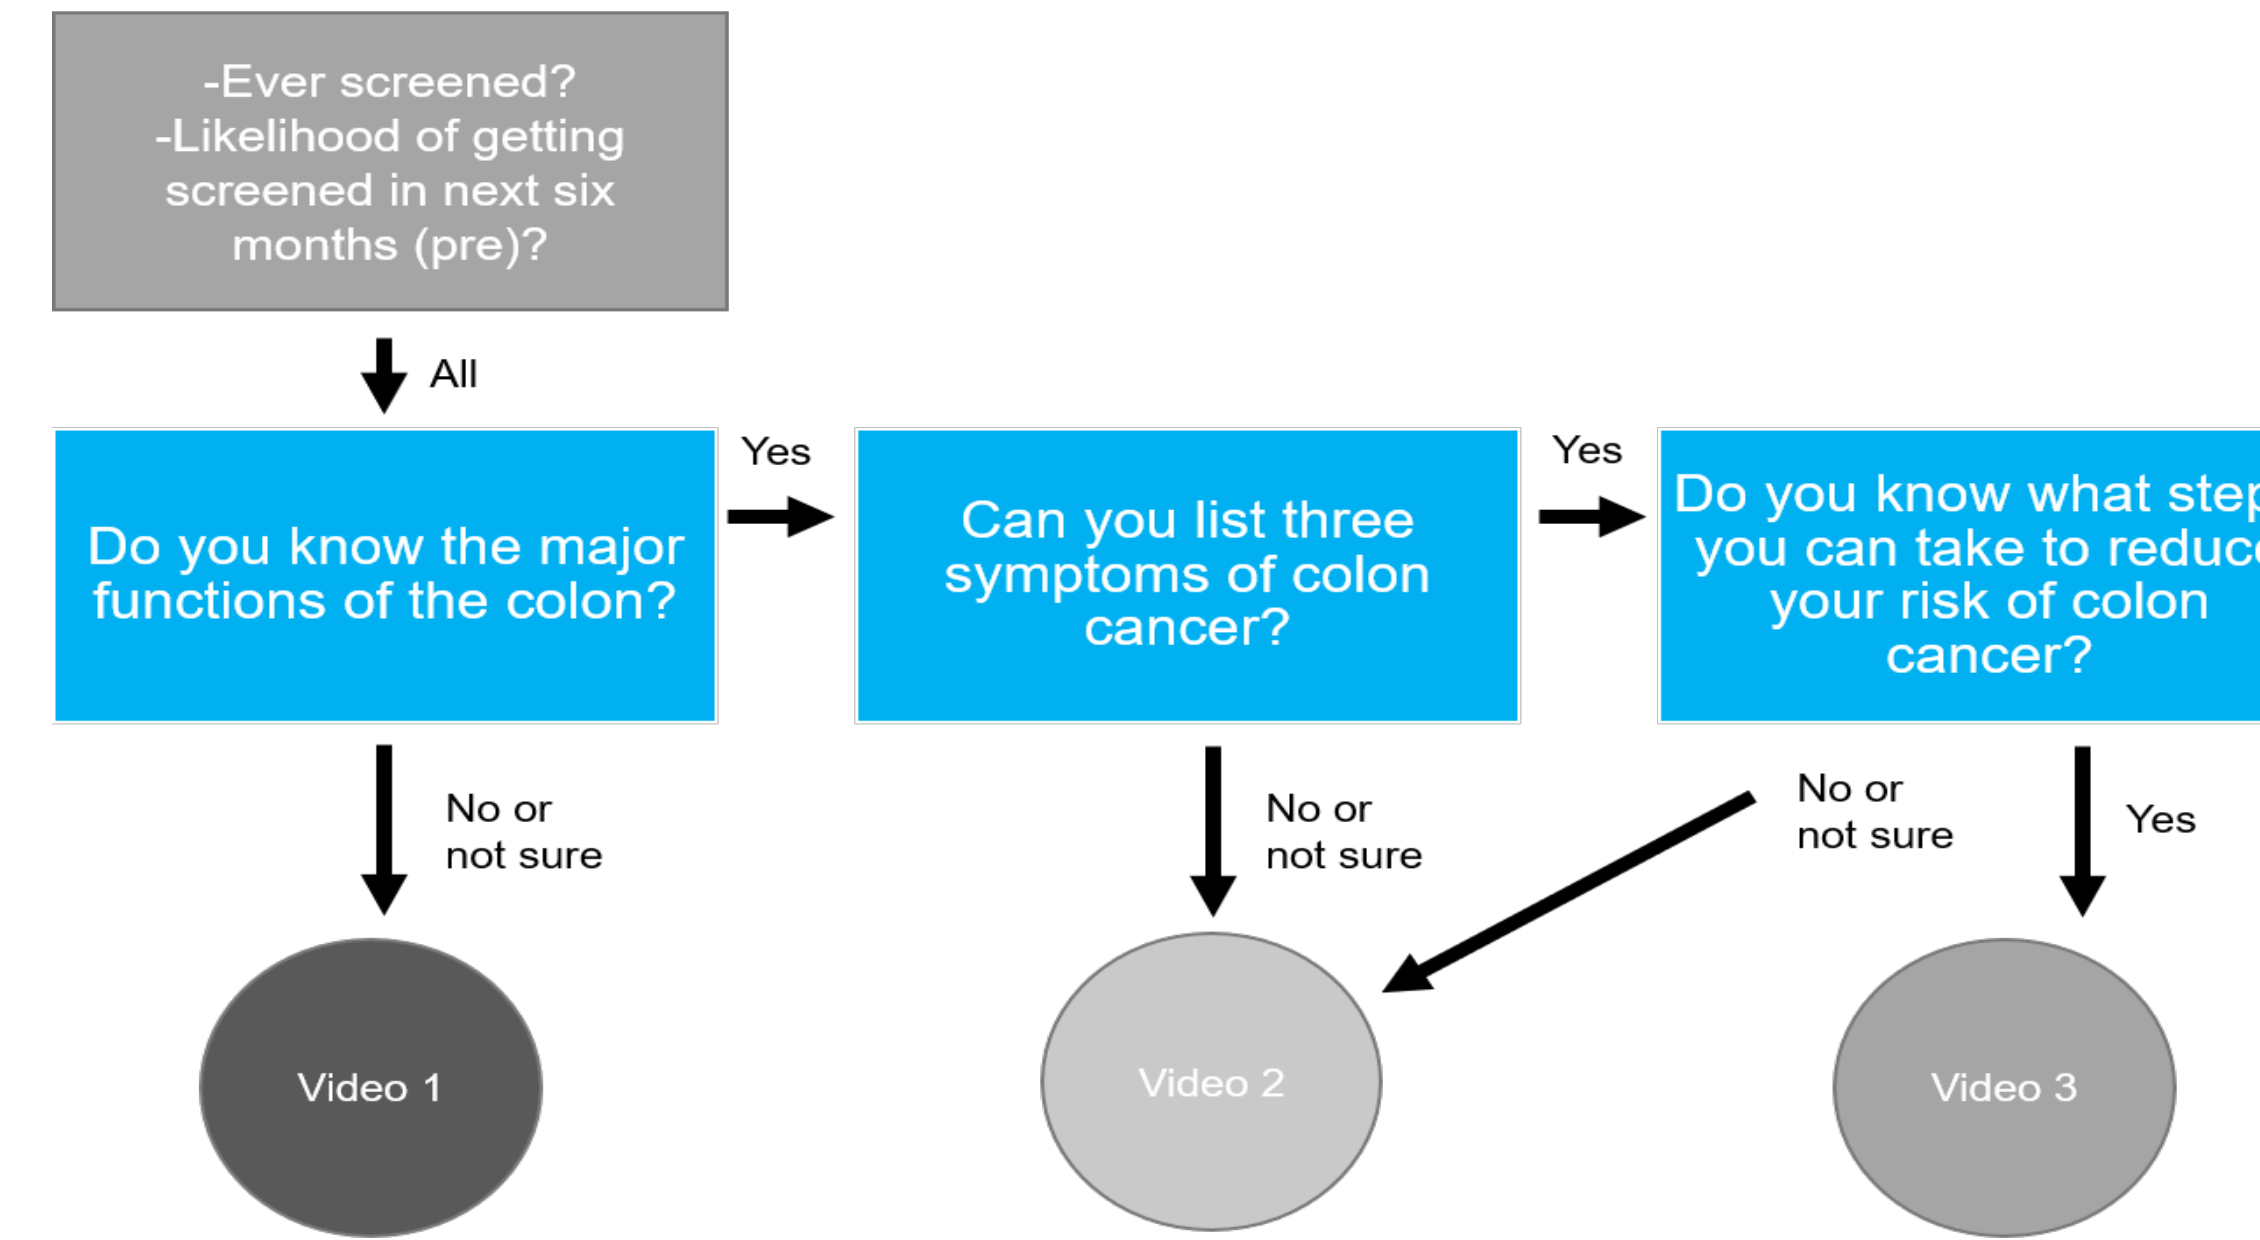 -Ever screened?
-Likelihood of getting
screened in next six
months (pre)?
All
Do you know the major
functions of the colon?
Yes
Can you list three
symptoms of colon
cancer?
Yes
Do you know what step
you can take to reduc
your risk of colon
cancer?
No or
not sure
No or
not sure
No or
not sure
Yes
Video 1
Video 2
Video 3